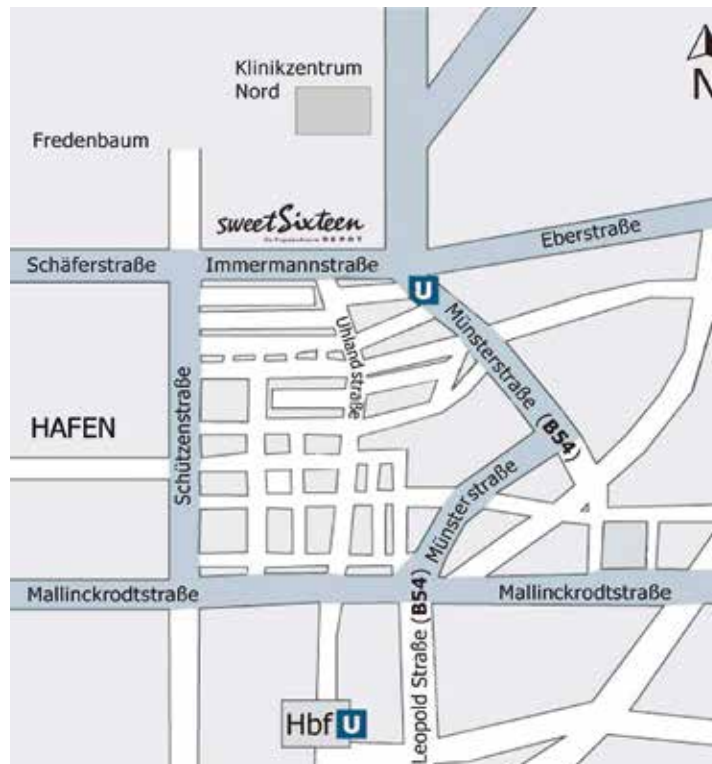 Klinikzentrum
Nord
N
Fredenbaum
sweetSixteen
DEPOT
Eberstraße
Schäferstraße
Immermannstraße
U
Münsterstraße (B54)
Uhlandstraße
HAFEN
Schützenstraße
Münsterstraße
Mallinckrodtstraße
Mallinckrodtstraße
Leopold Straße (B54)
Hbf U